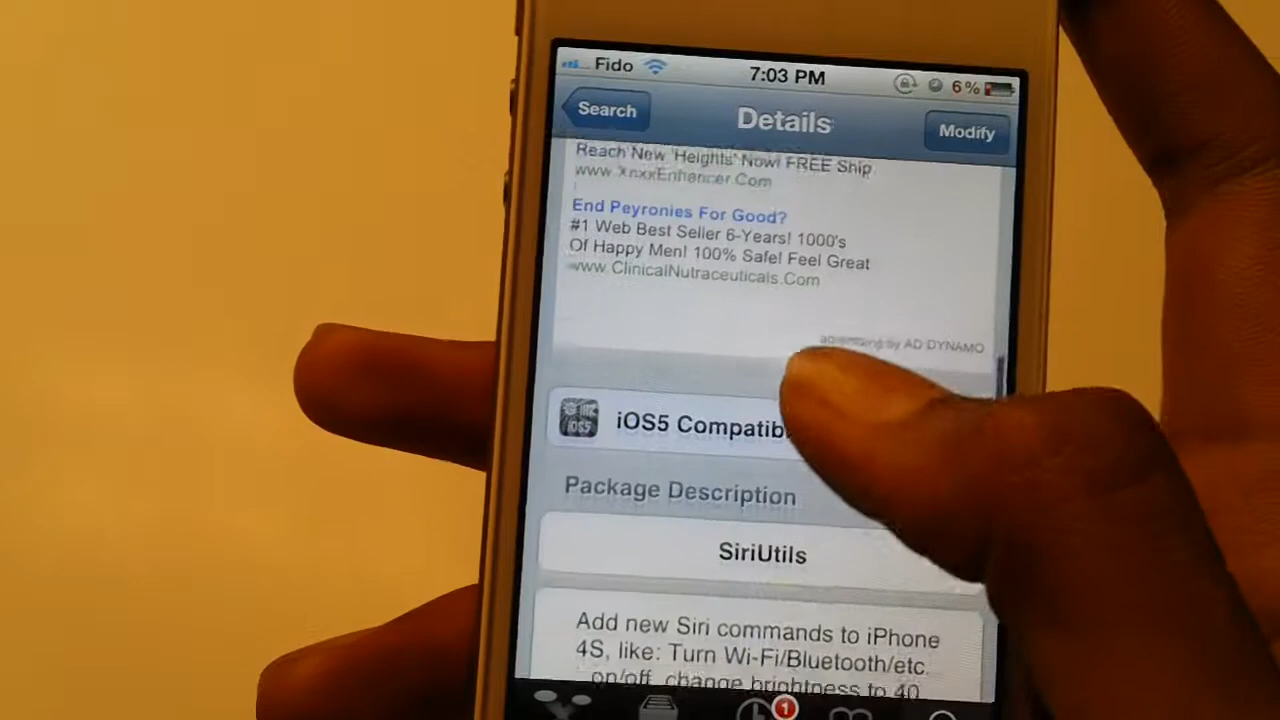 Fido 7:03 PM 6%
Search Details Modify
Reach New 'Heights' Now! FREE Ship
www.XnxxEnhancer.Com
End Peyronies For Good?
#1 Web Best Seller 6-Years! 1000's
Of Happy Men! 100% Safe! Feel Great
www.ClinicalNutraceuticals.Com
advertising by AD DYNAMO
iOS5 Compatib
Package Description
SiriUtils
Add new Siri commands to iPhone
4S, like: Turn Wi-Fi/Bluetooth/etc.
on/off, change brightness to 40
1